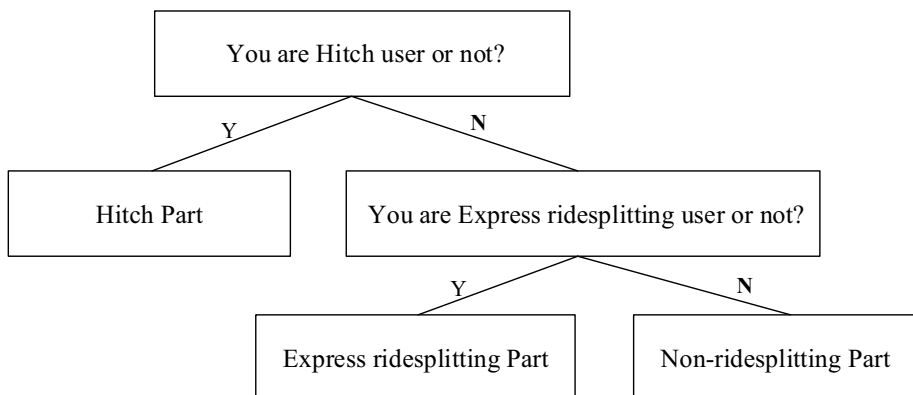 You are Hitch user or not?
Y
N
Hitch Part
You are Express ridesplitting user or not?
Y
N
Express ridesplitting Part
Non-ridesplitting Part